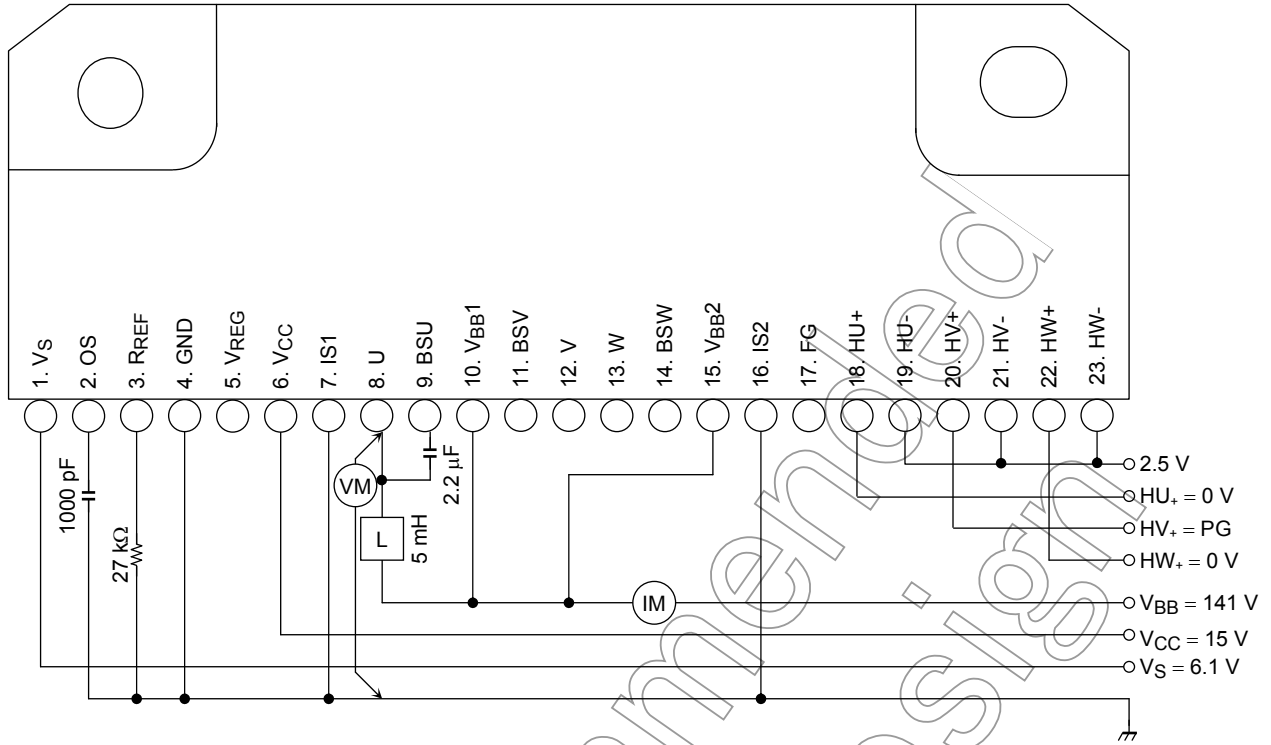 1. VS
2. OS
3. RREF
4. GND
5. VREG
6. VCC
7. IS1
8. U
9. BSU
10. VBB1
11. BSV
12. V
13. W
14. BSW
15. VBB2
16. IS2
17. FG
18. HU+
19. HU-
20. HV+
21. HV-
22. HW+
23. HW-
1000 pF
27 kΩ
VM
L
5 mH
2.2 μF
IM
2.5 V
HU+ = 0 V
HV+ = PG
HW+ = 0 V
VBB = 141 V
VCC = 15 V
VS = 6.1 V